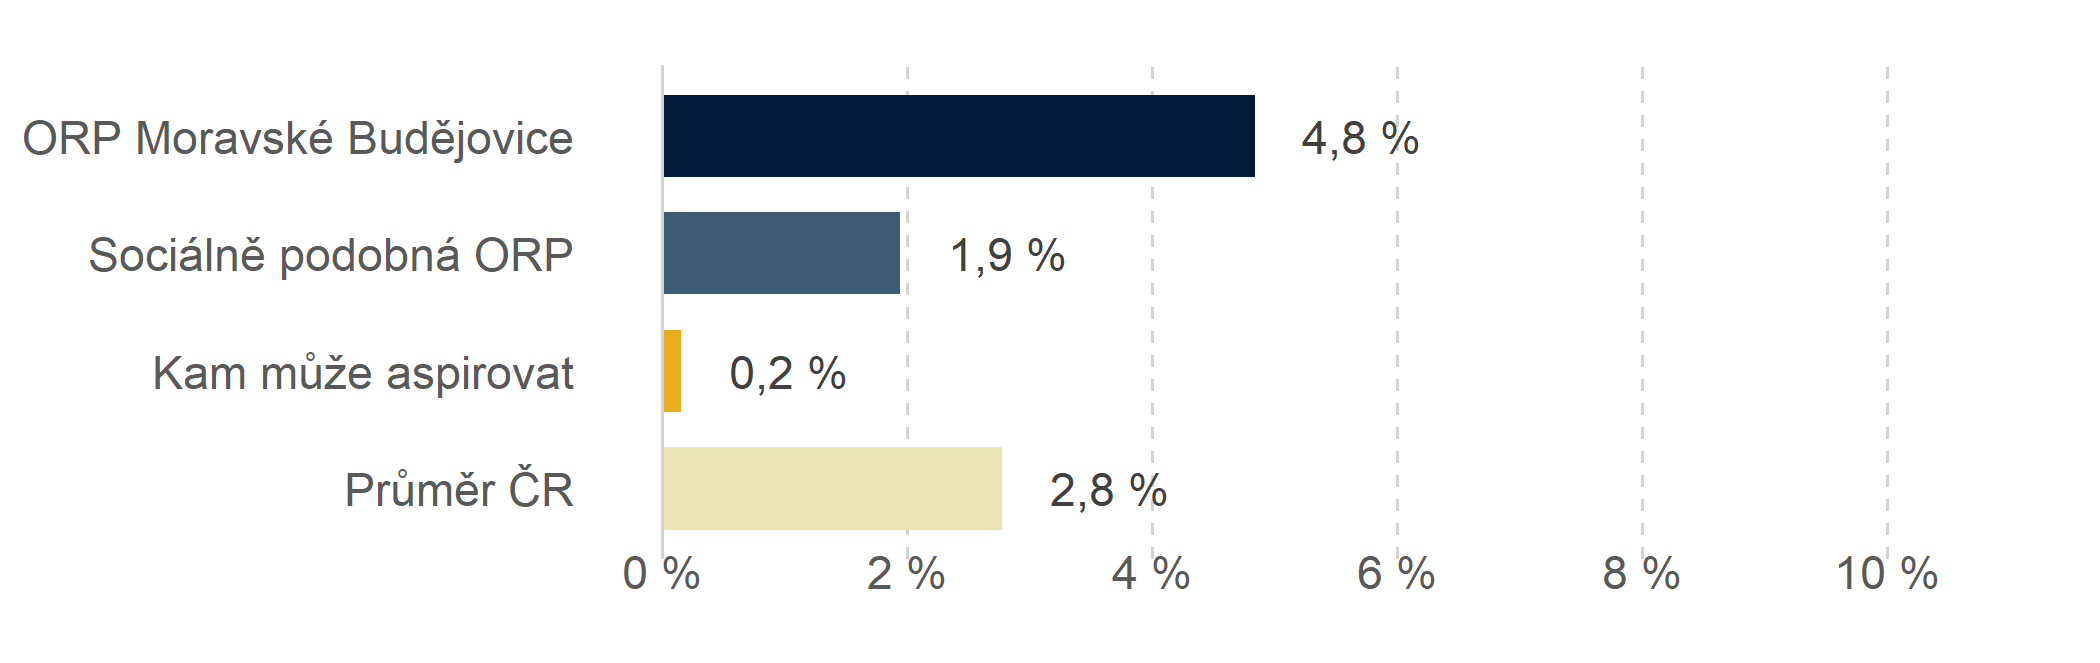 ORP Moravské Budějovice 4,8 %
Sociálně podobná ORP 1,9 %
Kam může aspirovat 0,2 %
Průměr ČR 2,8 %
0 % 2 % 4 % 6 % 8 % 10 %